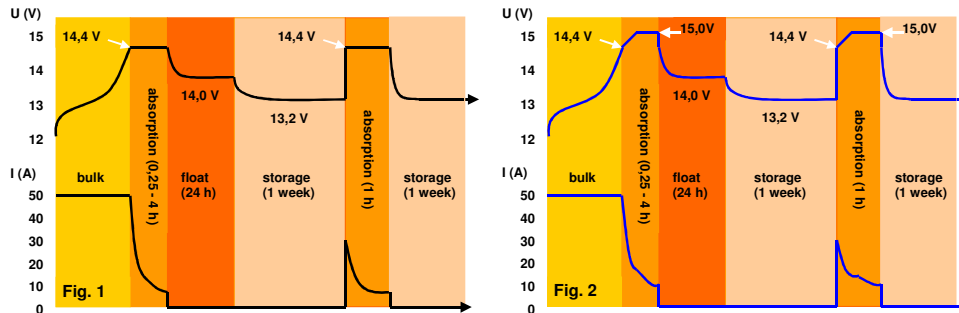 U (V)
15
14
13
12
I (A)
50
40
30
20
10
0
14,4 V
14,0 V
13,2 V
14,4 V
bulk
absorption (0,25 - 4 h)
float
(24 h)
storage
(1 week)
absorption (1 h)
storage
(1 week)
Fig. 1
U (V)
15
14
13
12
I (A)
50
40
30
20
10
0
14,4 V
15,0V
14,0 V
13,2 V
14,4 V
15,0V
bulk
absorption (0,25 - 4 h)
float
(24 h)
storage
(1 week)
absorption (1 h)
storage
(1 week)
Fig. 2